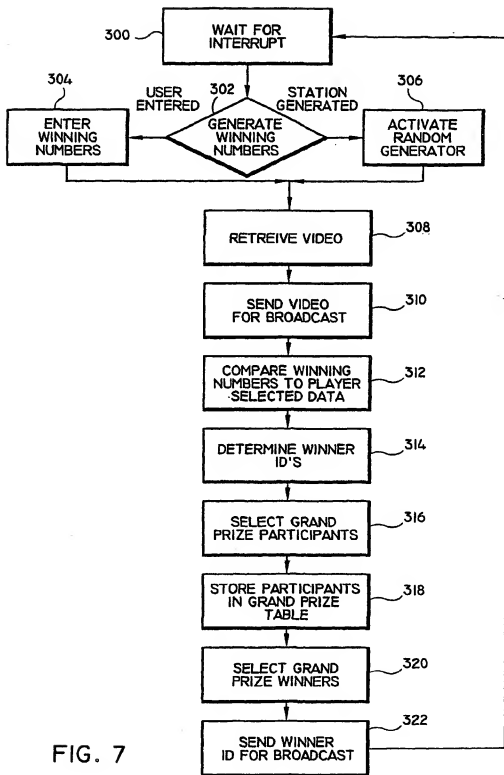 300
WAIT FOR
INTERRUPT
304
USER
ENTERED
302
STATION
GENERATED
306
ENTER
WINNING
NUMBERS
GENERATE
WINNING
NUMBERS
ACTIVATE
RANDOM
GENERATOR
RETREIVE VIDEO
308
SEND VIDEO
FOR BROADCAST
310
COMPARE WINNING
NUMBERS TO PLAYER
SELECTED DATA
312
DETERMINE WINNER
ID'S
314
SELECT GRAND
PRIZE PARTICIPANTS
316
STORE PARTICIPANTS
IN GRAND PRIZE
TABLE
318
SELECT GRAND
PRIZE WINNERS
320
SEND WINNER
ID FOR BROADCAST
322
FIG. 7